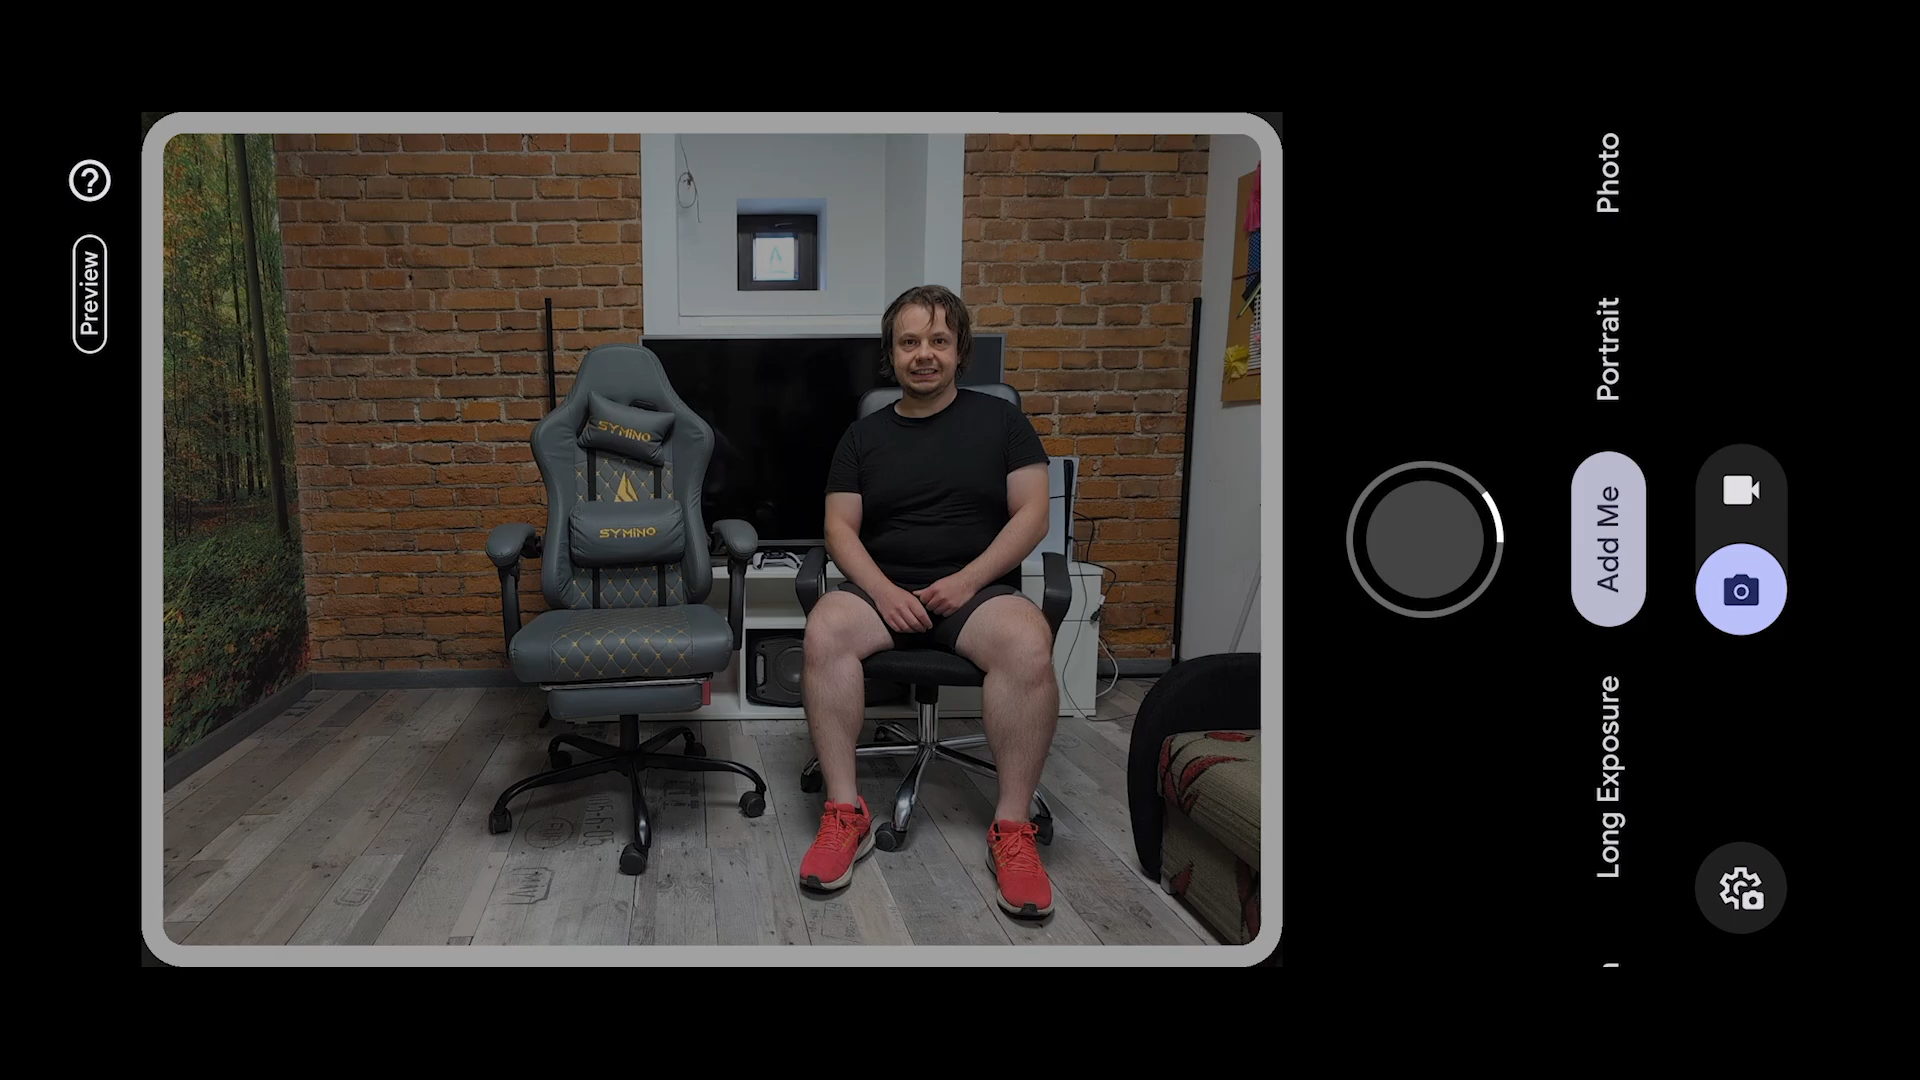 Preview
SYMINO
SYMINO
Photo
Portrait
Add Me
Long Exposure